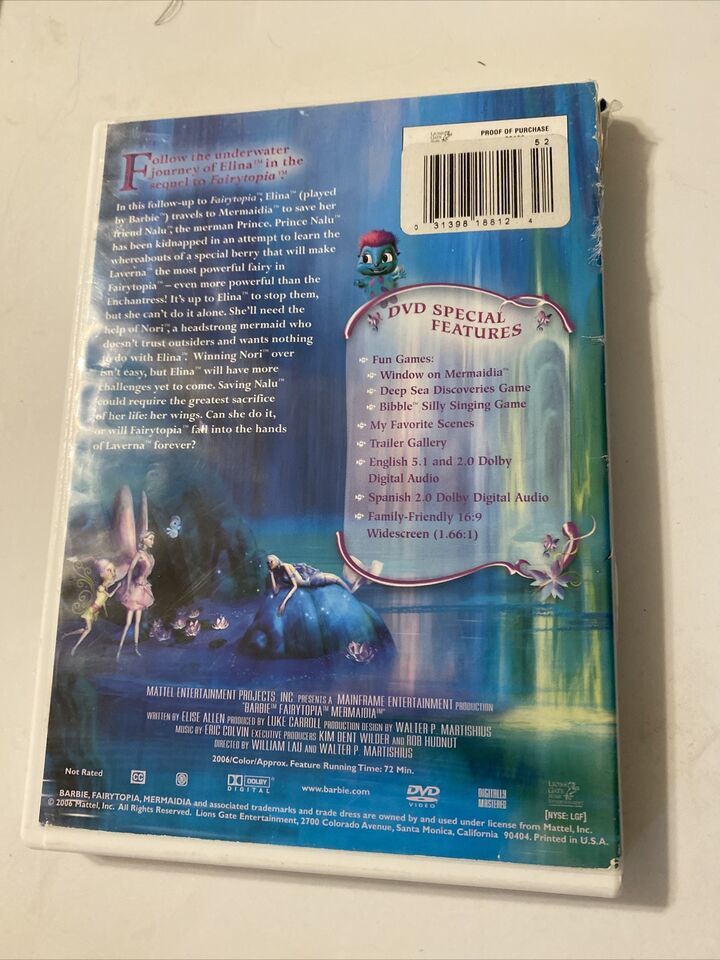 Follow the underwater
journey of Elina™ in the
sequel to Fairytopia™.
In this follow-up to Fairytopia™, Elina™ (played
by Barbie™) travels to Mermaidia™ to save her
friend Nalu™, the merman Prince. Prince Nalu™
has been kidnapped in an attempt to learn the
whereabouts of a special berry that will make
Laverna™ the most powerful fairy in
Fairytopia™ – even more powerful than the
Enchantress! It's up to Elina™ to stop them,
but she can't do it alone. She'll need the
help of Nori™, a headstrong mermaid who
doesn't trust outsiders and wants nothing
to do with Elina™. Winning Nori™ over
isn't easy, but Elina™ will have more
challenges yet to come. Saving Nalu™
could require the greatest sacrifice
of her life: her wings. Can she do it,
or will Fairytopia™ fall into the hands
of Laverna™ forever?
PROOF OF PURCHASE
52
0 31398 18812 4
DVD SPECIAL
FEATURES
Fun Games:
Window on Mermaidia™
Deep Sea Discoveries Game
Bibble™ Silly Singing Game
My Favorite Scenes
Trailer Gallery
English 5.1 and 2.0 Dolby
Digital Audio
Spanish 2.0 Dolby Digital Audio
Family-Friendly 16:9
Widescreen (1.66:1)
MATTEL ENTERTAINMENT PROJECTS, INC. PRESENTS A MAINFRAME ENTERTAINMENT PRODUCTION
"BARBIE™ FAIRYTOPIA™ MERMAIDIA™"
WRITTEN BY ELISE ALLEN PRODUCED BY LUKE CARROLL PRODUCTION DESIGN BY WALTER P. MARTISHIUS
MUSIC BY ERIC COLVIN EXECUTIVE PRODUCERS KIM DENT WILDER AND ROB HUDNUT
DIRECTED BY WILLIAM LAU AND WALTER P. MARTISHIUS
2006/Color/Approx. Feature Running Time: 72 Min.
Not Rated
CC
DOLBY
DIGITAL
www.barbie.com
DVD
VIDEO
DIGITALLY
MASTERED
LIONS
GATE
HOME
ENTERTAINMENT
[NYSE: LGF]
BARBIE, FAIRYTOPIA, MERMAIDIA and associated trademarks and trade dress are owned by and used under license from Mattel, Inc.
© 2006 Mattel, Inc. All Rights Reserved. Lions Gate Entertainment, 2700 Colorado Avenue, Santa Monica, California 90404. Printed in U.S.A.